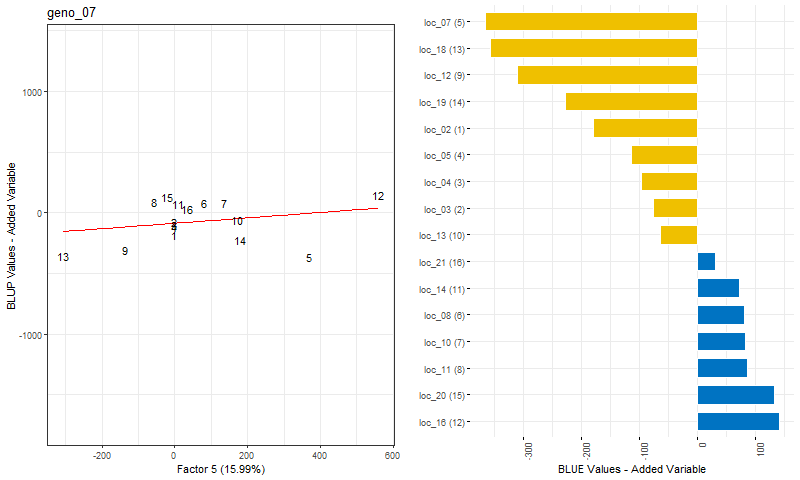 geno_07
BLUP Values - Added Variable
1000
0
-1000
12
15
8
11
6
7
16
10
1
14
9
13
5
-200
0
200
400
600
Factor 5 (15.99%)
loc_07 (5)
loc_18 (13)
loc_12 (9)
loc_19 (14)
loc_02 (1)
loc_05 (4)
loc_04 (3)
loc_03 (2)
loc_13 (10)
loc_21 (16)
loc_14 (11)
loc_08 (6)
loc_10 (7)
loc_11 (8)
loc_20 (15)
loc_16 (12)
-300
-200
-100
0
100
BLUE Values - Added Variable